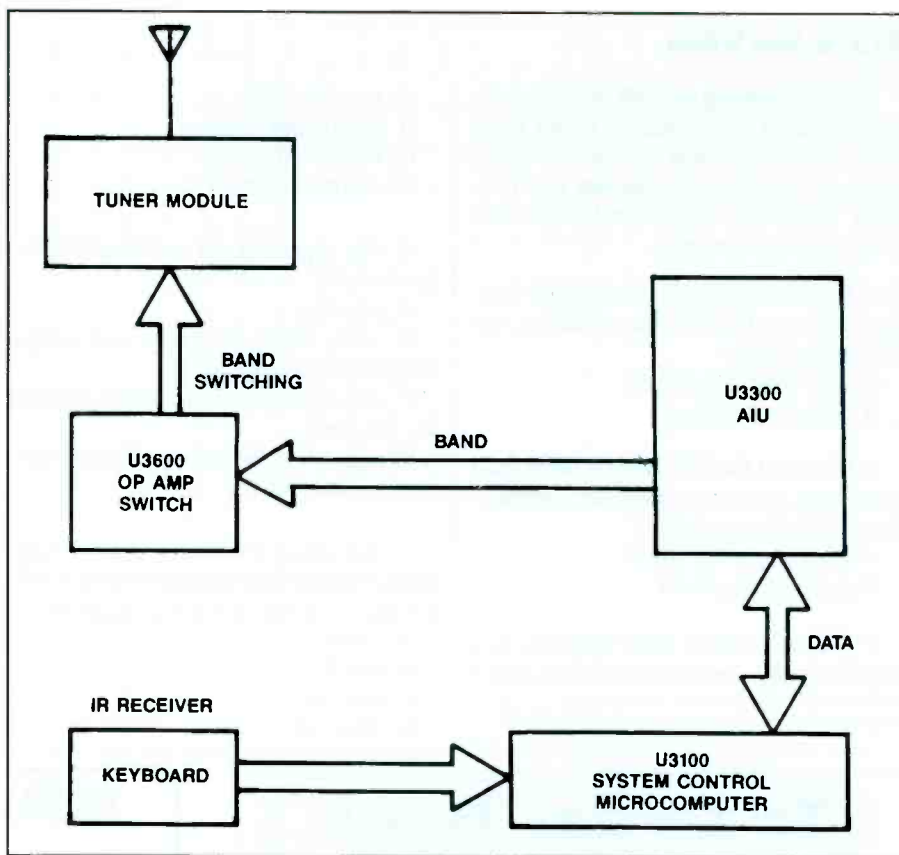 TUNER MODULE
BAND
SWITCHING
U3600
OP AMP
SWITCH
BAND
U3300
AIU
DATA
IR RECEIVER
KEYBOARD
U3100
SYSTEM CONTROL
MICROCOMPUTER